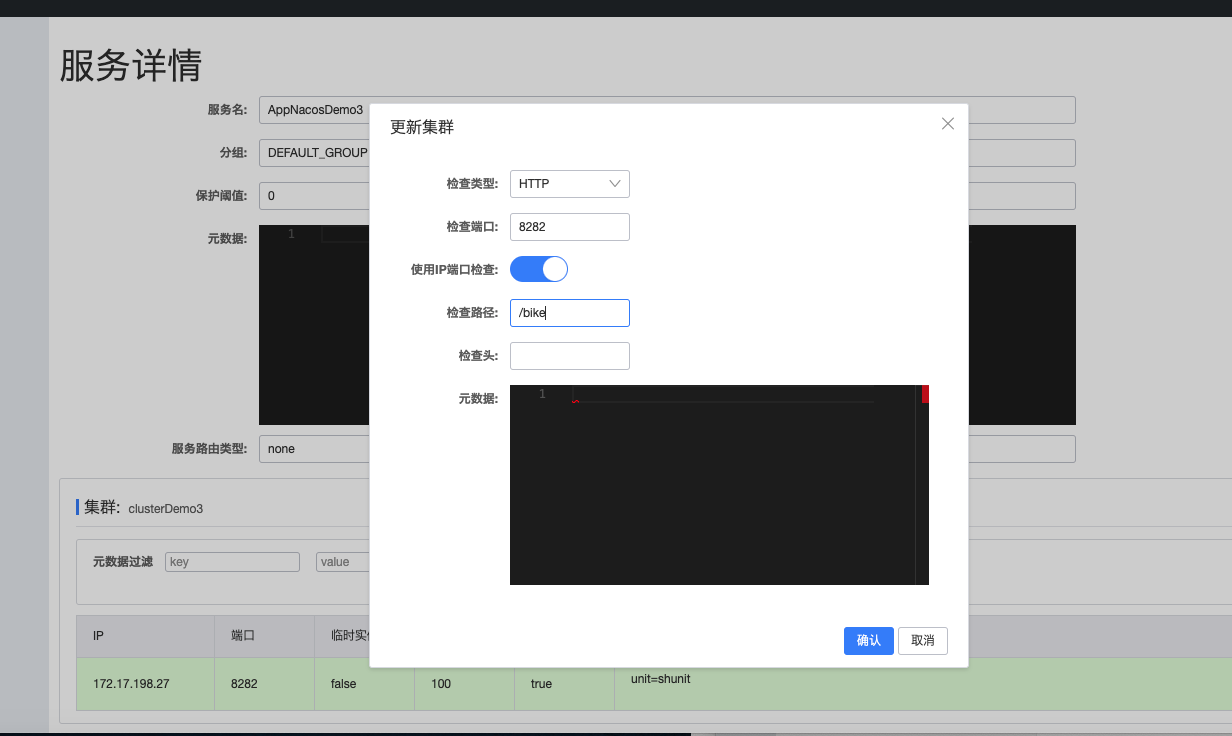 服务详情
服务名: AppNacosDemo3
分组: DEFAULT_GROUP
保护阈值: 0
元数据: 1
服务路由类型: none
集群: clusterDemo3
元数据过滤 key value
IP 端口 临时实
172.17.198.27 8282 false 100 true unit=shunit
更新集群
检查类型: HTTP
检查端口: 8282
使用IP端口检查:
检查路径: /bike
检查头:
元数据: 1
确认 取消